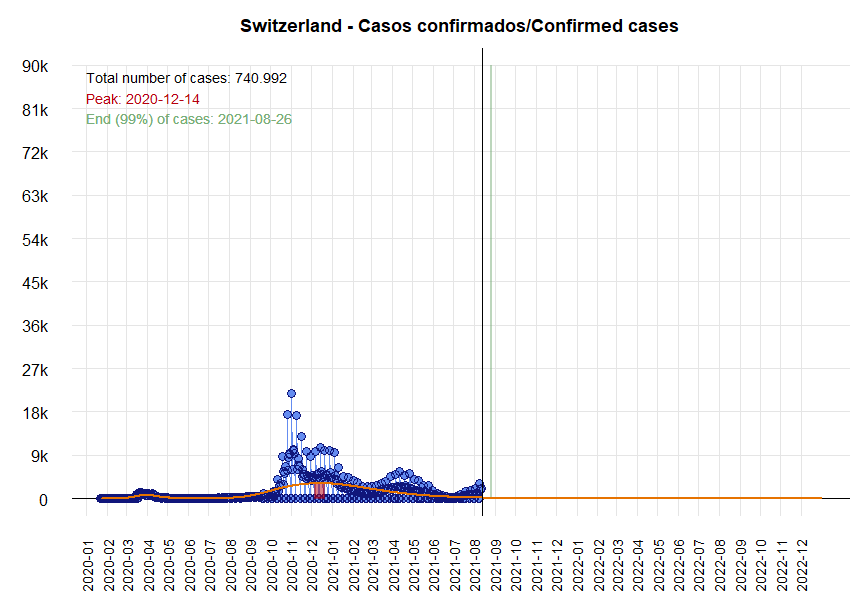 Switzerland - Casos confirmados/Confirmed cases
90k
Total number of cases: 740.992
Peak: 2020-12-14
End (99%) of cases: 2021-08-26
81k
72k
63k
54k
45k
36k
27k
18k
9k
0
2020-01
2020-02
2020-03
2020-04
2020-05
2020-06
2020-07
2020-08
2020-09
2020-10
2020-11
2020-12
2021-01
2021-02
2021-03
2021-04
2021-05
2021-06
2021-07
2021-08
2021-09
2021-10
2021-11
2021-12
2022-01
2022-02
2022-03
2022-04
2022-05
2022-06
2022-07
2022-08
2022-09
2022-10
2022-11
2022-12